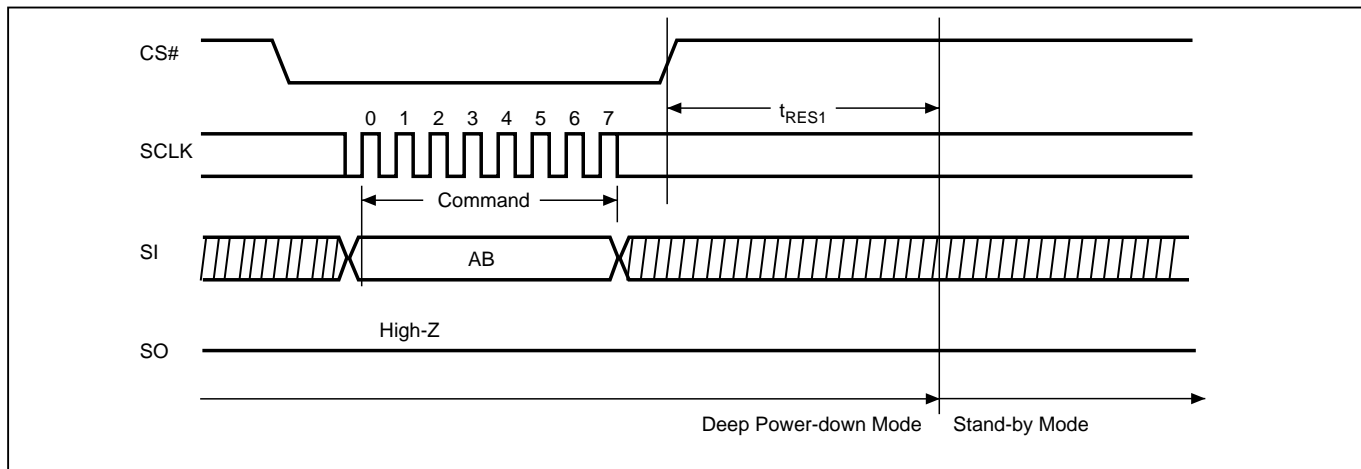 CS#
tRES1
0 1 2 3 4 5 6 7
SCLK
Command
SI
AB
High-Z
SO
Deep Power-down Mode
Stand-by Mode